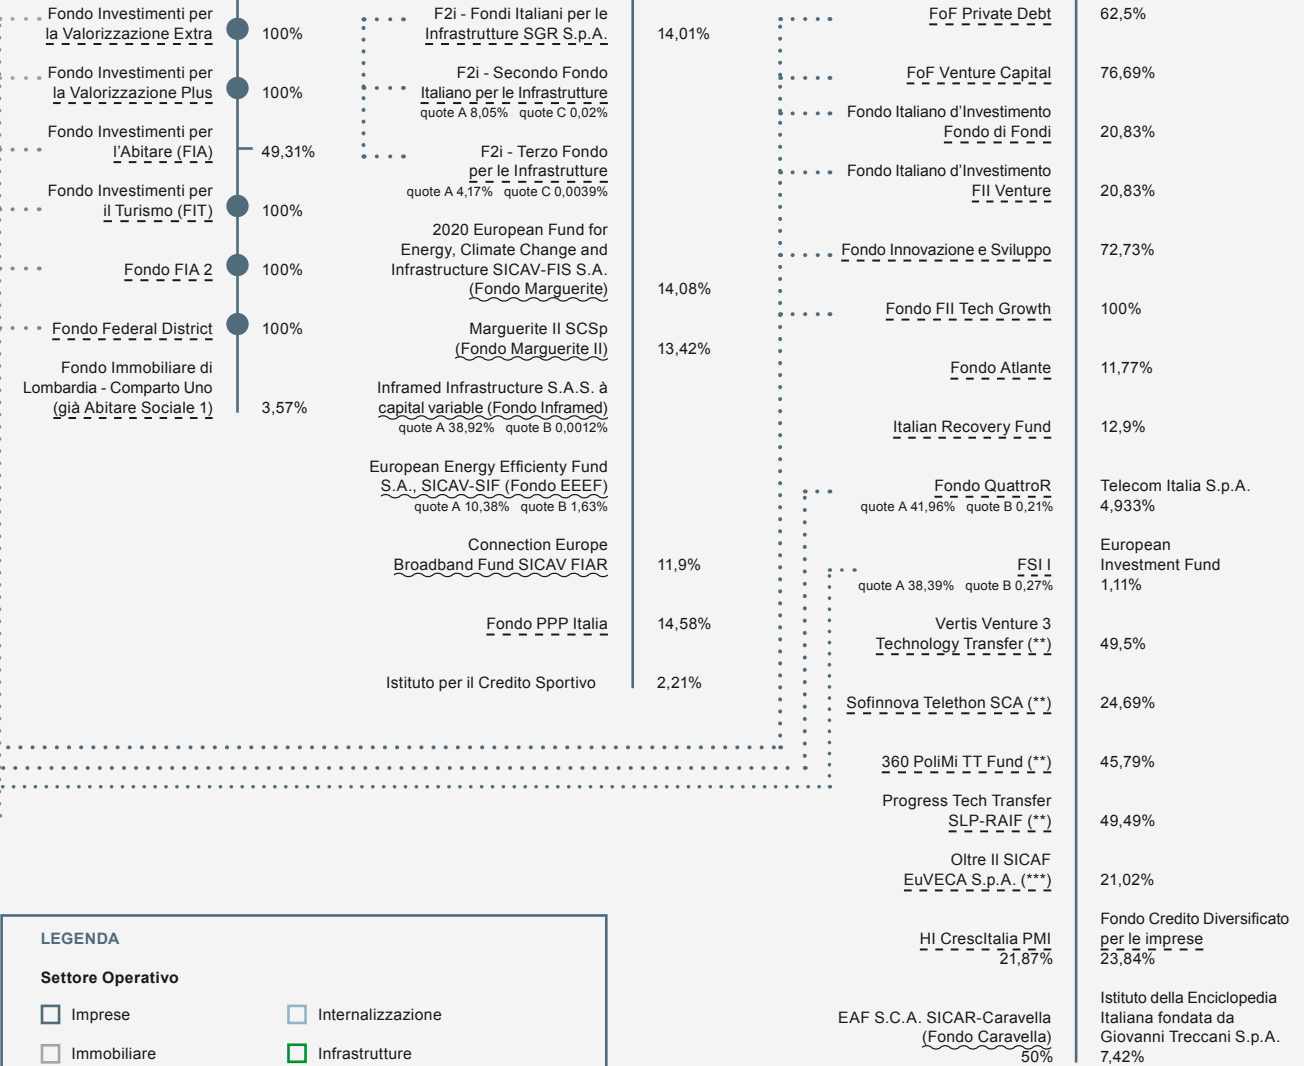 Fondo Investimenti per
la Valorizzazione Extra
100%
Fondo Investimenti per
la Valorizzazione Plus
100%
Fondo Investimenti per
l’Abitare (FIA)
49,31%
Fondo Investimenti per
il Turismo (FIT)
100%
Fondo FIA 2
100%
Fondo Federal District
100%
Fondo Immobiliare di
Lombardia - Comparto Uno
(già Abitare Sociale 1)
3,57%
F2i - Fondi Italiani per le
Infrastrutture SGR S.p.A.
14,01%
F2i - Secondo Fondo
Italiano per le Infrastrutture
quote A 8,05% quote C 0,02%
F2i - Terzo Fondo
per le Infrastrutture
quote A 4,17% quote C 0,0039%
2020 European Fund for
Energy, Climate Change and
Infrastructure SICAV-FIS S.A.
(Fondo Marguerite)
14,08%
Marguerite II SCSp
(Fondo Marguerite II)
13,42%
Inframed Infrastructure S.A.S. à
capital variable (Fondo Inframed)
quote A 38,92% quote B 0,0012%
European Energy Efficienty Fund
S.A., SICAV-SIF (Fondo EEEF)
quote A 10,38% quote B 1,63%
Connection Europe
Broadband Fund SICAV FIAR
11,9%
Fondo PPP Italia
14,58%
Istituto per il Credito Sportivo
2,21%
FoF Private Debt
62,5%
FoF Venture Capital
76,69%
Fondo Italiano d’Investimento
Fondo di Fondi
20,83%
Fondo Italiano d’Investimento
FII Venture
20,83%
Fondo Innovazione e Sviluppo
72,73%
Fondo FII Tech Growth
100%
Fondo Atlante
11,77%
Italian Recovery Fund
12,9%
Fondo QuattroR
quote A 41,96% quote B 0,21%
Telecom Italia S.p.A.
4,933%
FSI I
quote A 38,39% quote B 0,27%
European
Investment Fund
1,11%
Vertis Venture 3
Technology Transfer (**)
49,5%
Sofinnova Telethon SCA (**)
24,69%
360 PoliMi TT Fund (**)
45,79%
Progress Tech Transfer
SLP-RAIF (**)
49,49%
Oltre II SICAF
EuVECA S.p.A. (***)
21,02%
HI CrescItalia PMI
21,87%
Fondo Credito Diversificato
per le imprese
23,84%
EAF S.C.A. SICAR-Caravella
(Fondo Caravella)
50%
Istituto della Enciclopedia
Italiana fondata da
Giovanni Treccani S.p.A.
7,42%
LEGENDA
Settore Operativo
Imprese
Internalizzazione
Immobiliare
Infrastrutture